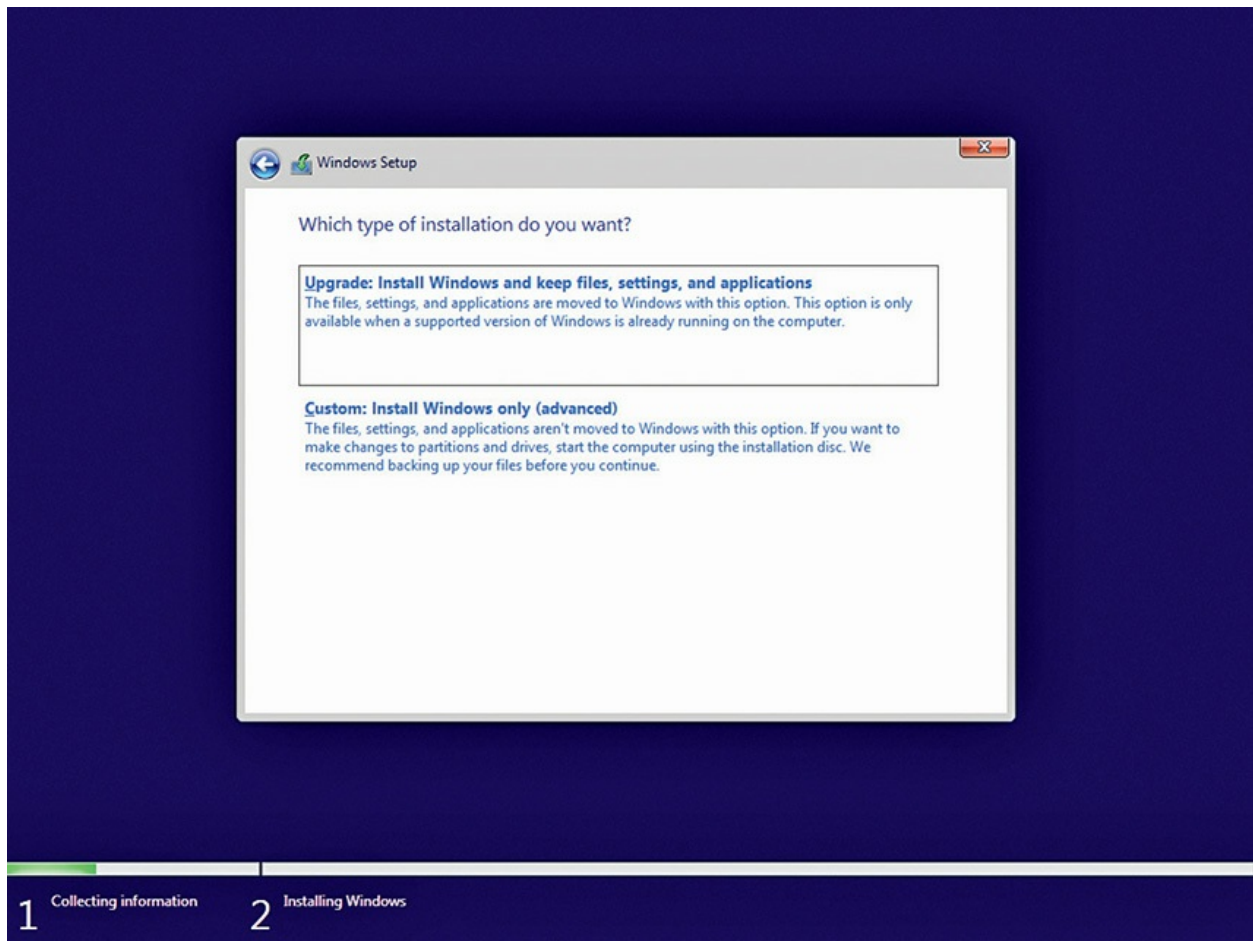 Windows Setup
Which type of installation do you want?
Upgrade: Install Windows and keep files, settings, and applications
The files, settings, and applications are moved to Windows with this option. This option is only
available when a supported version of Windows is already running on the computer.
Custom: Install Windows only (advanced)
The files, settings, and applications aren't moved to Windows with this option. If you want to
make changes to partitions and drives, start the computer using the installation disc. We
recommend backing up your files before you continue.
1 Collecting information 2 Installing Windows